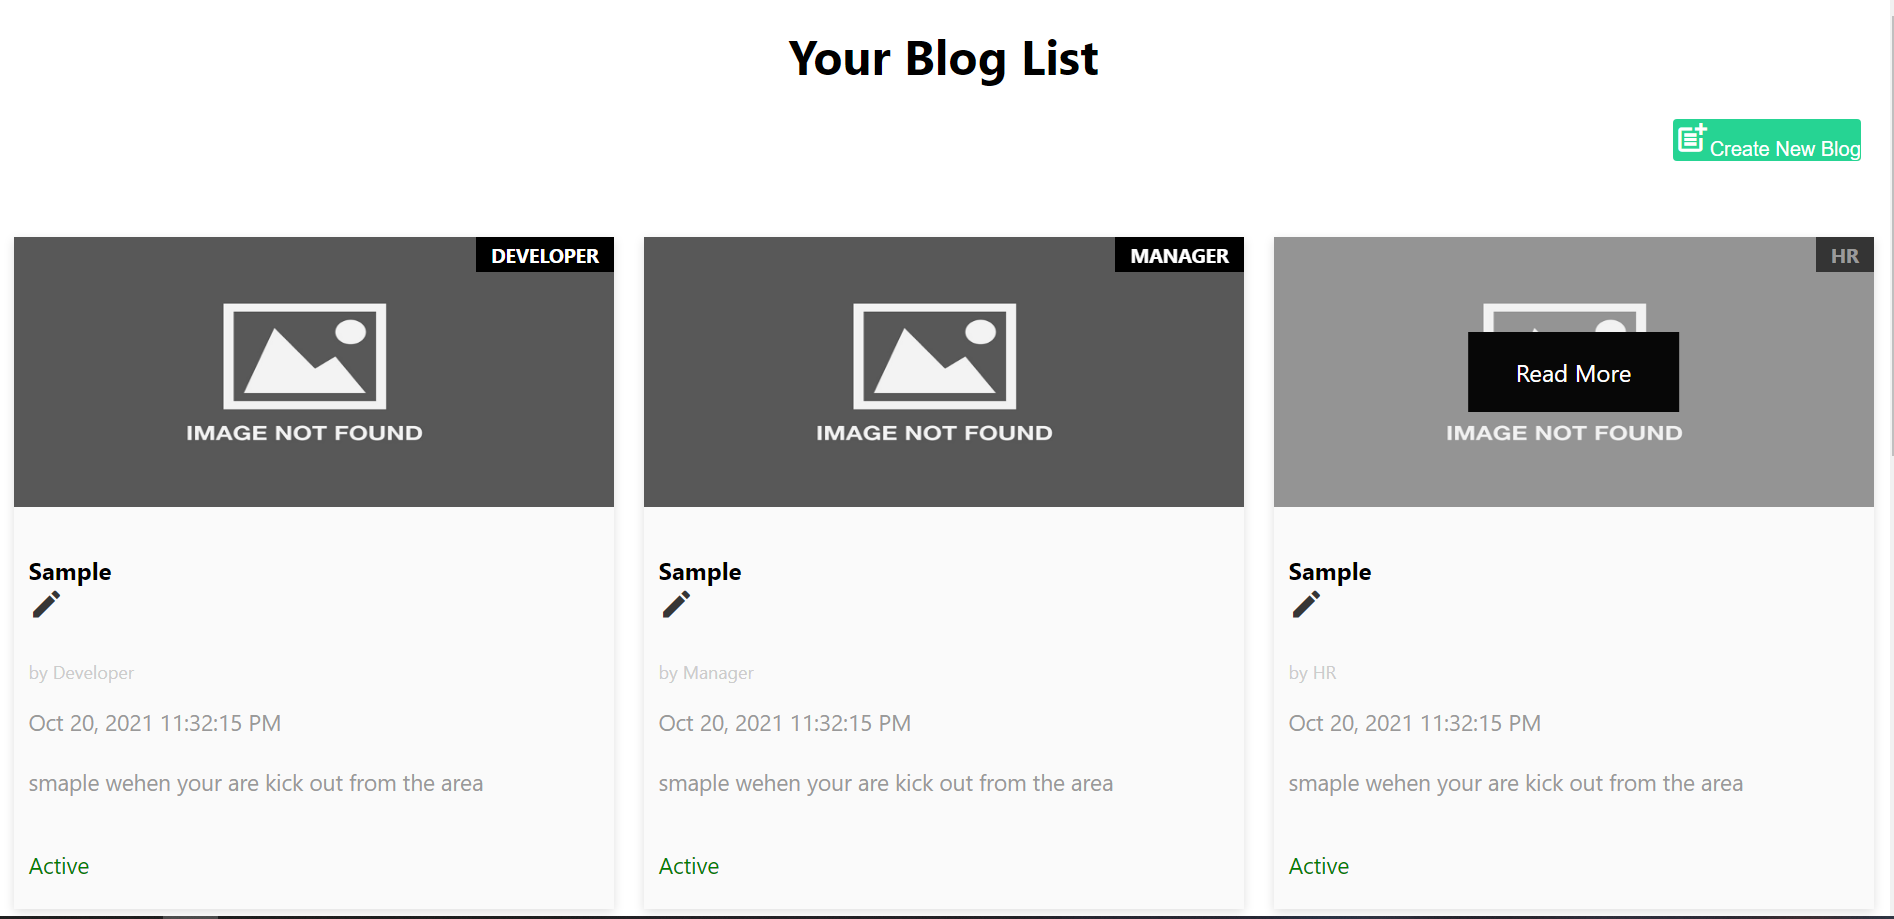 Your Blog List
Create New Blog
DEVELOPER
IMAGE NOT FOUND
Sample
by Developer
Oct 20, 2021 11:32:15 PM
smaple wehen your are kick out from the area
Active
MANAGER
IMAGE NOT FOUND
Sample
by Manager
Oct 20, 2021 11:32:15 PM
smaple wehen your are kick out from the area
Active
HR
Read More
IMAGE NOT FOUND
Sample
by HR
Oct 20, 2021 11:32:15 PM
smaple wehen your are kick out from the area
Active